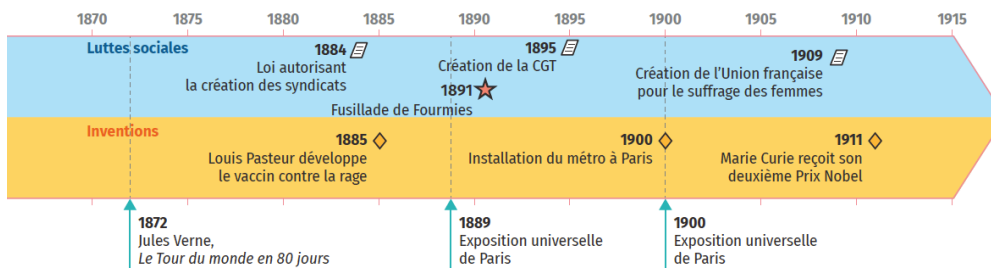 1870 1875 1880 1885 1890 1895 1900 1905 1910 1915
Luttes sociales
1884
Loi autorisant
la création des syndicats
1891
Fusillade de Fourmies
1895
Création de la CGT
1909
Création de l’Union française
pour le suffrage des femmes
Inventions
1885
Louis Pasteur développe
le vaccin contre la rage
1900
Installation du métro à Paris
1911
Marie Curie reçoit son
deuxième Prix Nobel
1872
Jules Verne,
Le Tour du monde en 80 jours
1889
Exposition universelle
de Paris
1900
Exposition universelle
de Paris